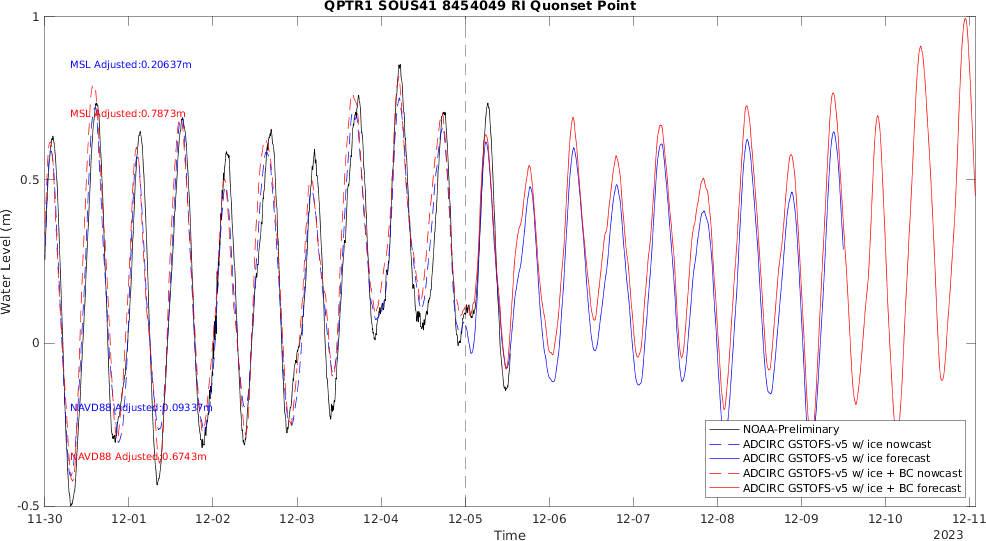 QPTR1 SOUS41 8454049 RI Quonset Point
1
MSL Adjusted:0.20637m
MSL Adjusted:0.7873m
0.5
Water Level (m)
0
NAVD88 Adjusted:0.09337m
NAVD88 Adjusted:0.6743m
NOAA-Preliminary
ADCIRC GSTOFS-v5 w/ ice nowcast
ADCIRC GSTOFS-v5 w/ ice forecast
ADCIRC GSTOFS-v5 w/ ice + BC nowcast
ADCIRC GSTOFS-v5 w/ ice + BC forecast
-0.5
11-30 12-01 12-02 12-03 12-04 12-05 12-06 12-07 12-08 12-09 12-10 12-11
Time
2023